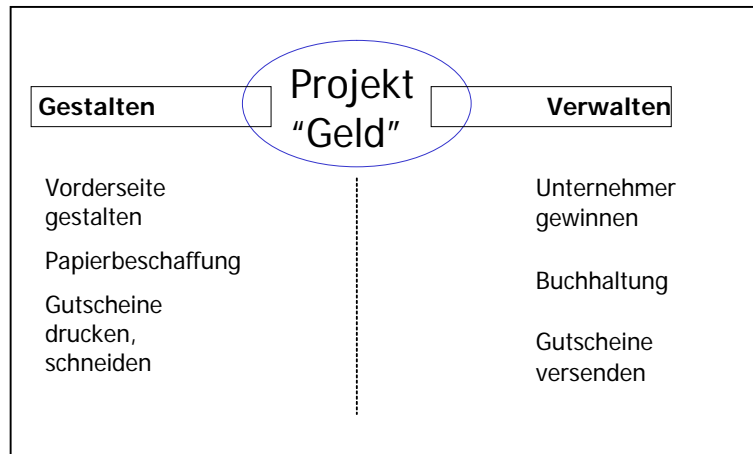 Projekt
“Geld”
Gestalten
Vorderseite
gestalten
Papierbeschaffung
Gutscheine
drucken,
schneiden
Verwalten
Unternehmer
gewinnen
Buchhaltung
Gutscheine
versenden